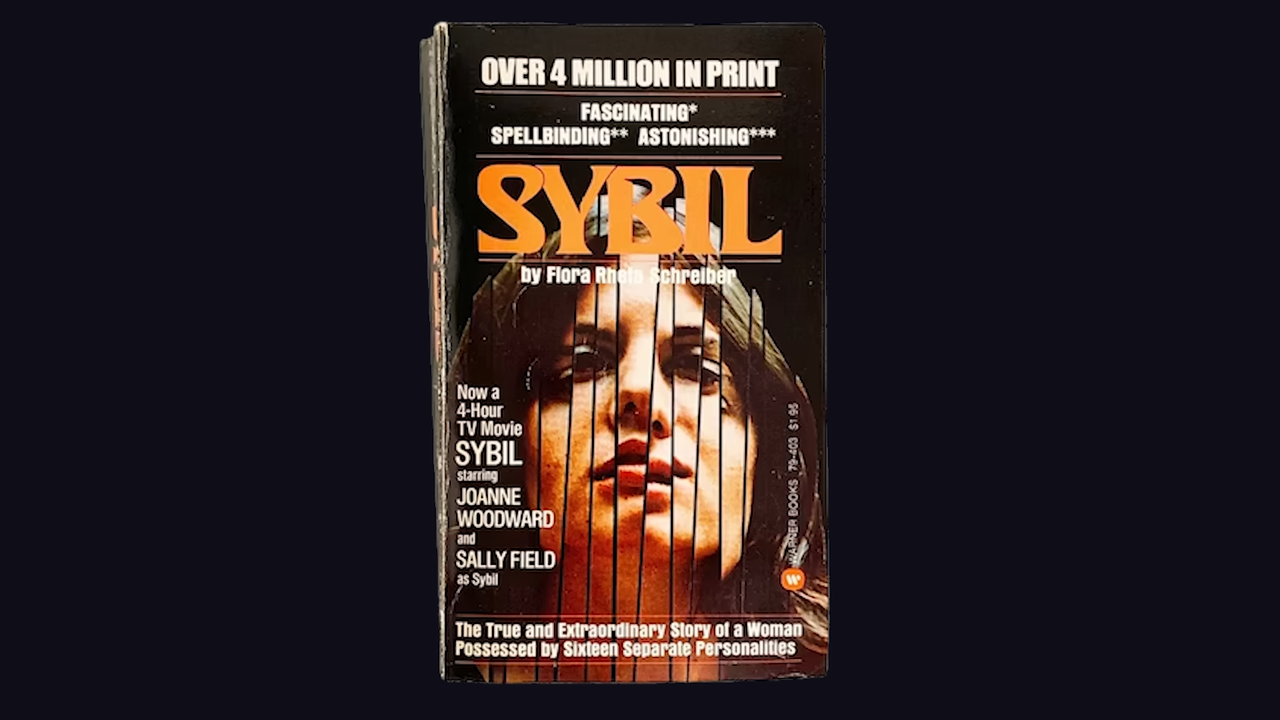 OVER 4 MILLION IN PRINT
FASCINATING*
SPELLBINDING** ASTONISHING***
SYBIL
by Flora Rheta Schreiber
Now a
4-Hour
TV Movie
SYBIL
starring
JOANNE
WOODWARD
and
SALLY FIELD
as Sybil
WARNER BOOKS 79-403 $1.95
W
The True and Extraordinary Story of a Woman
Possessed by Sixteen Separate Personalities